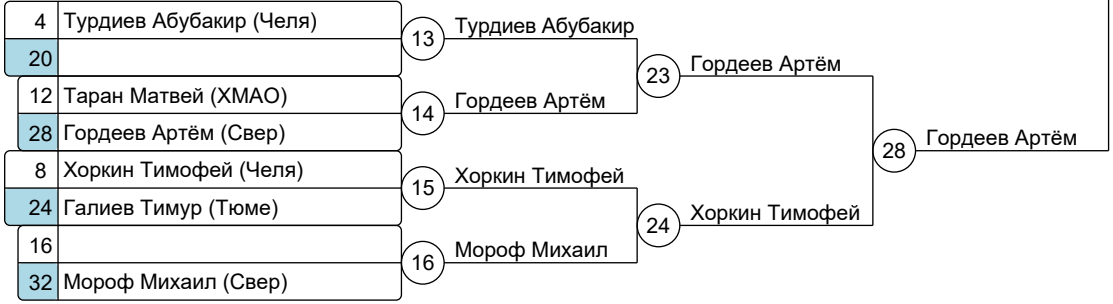 4 Турдиев Абубакир (Челя)
20
13 Турдиев Абубакир
12 Таран Матвей (ХМАО)
28 Гордеев Артём (Свер)
14 Гордеев Артём
23 Гордеев Артём
8 Хоркин Тимофей (Челя)
24 Галиев Тимур (Тюме)
15 Хоркин Тимофей
16
32 Мороф Михаил (Свер)
16 Мороф Михаил
24 Хоркин Тимофей
28 Гордеев Артём